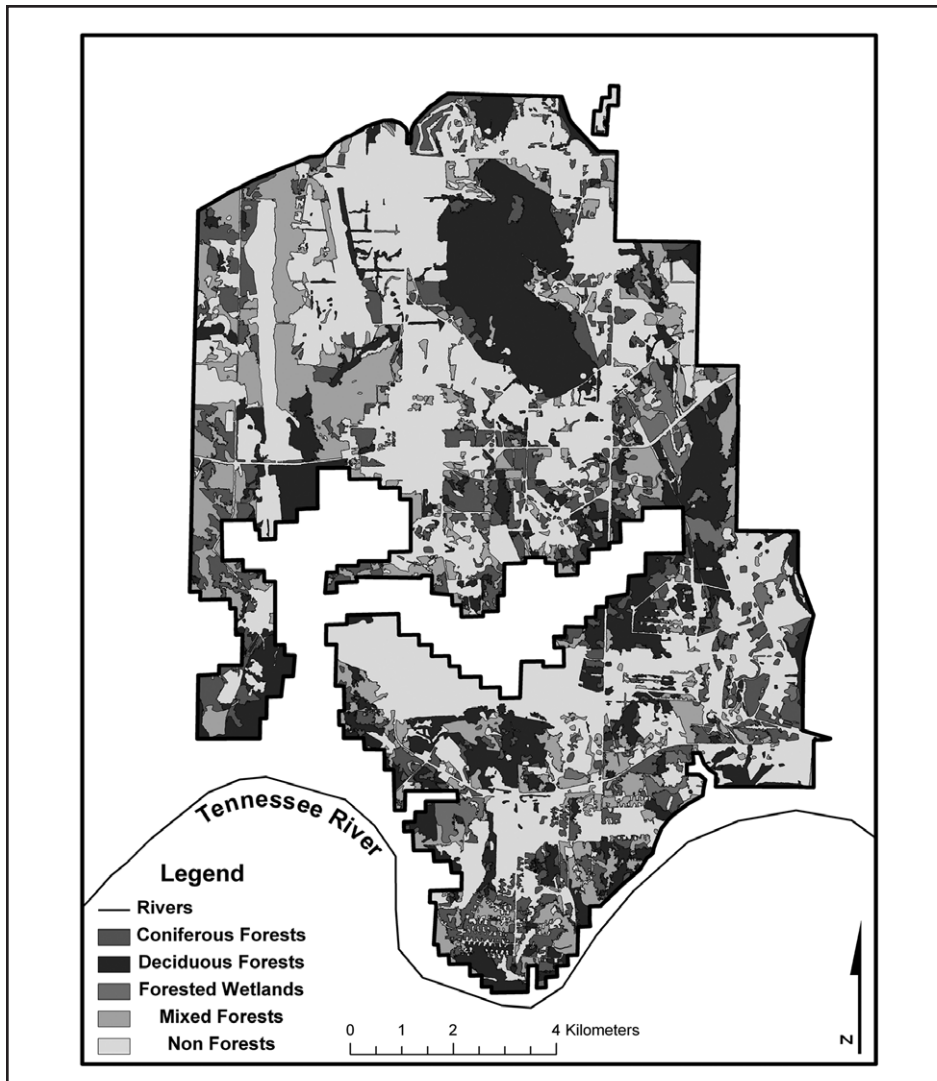 Tennessee River
Legend
Rivers
Coniferous Forests
Deciduous Forests
Forested Wetlands
Mixed Forests
Non Forests
0 1 2 4 Kilometers
N